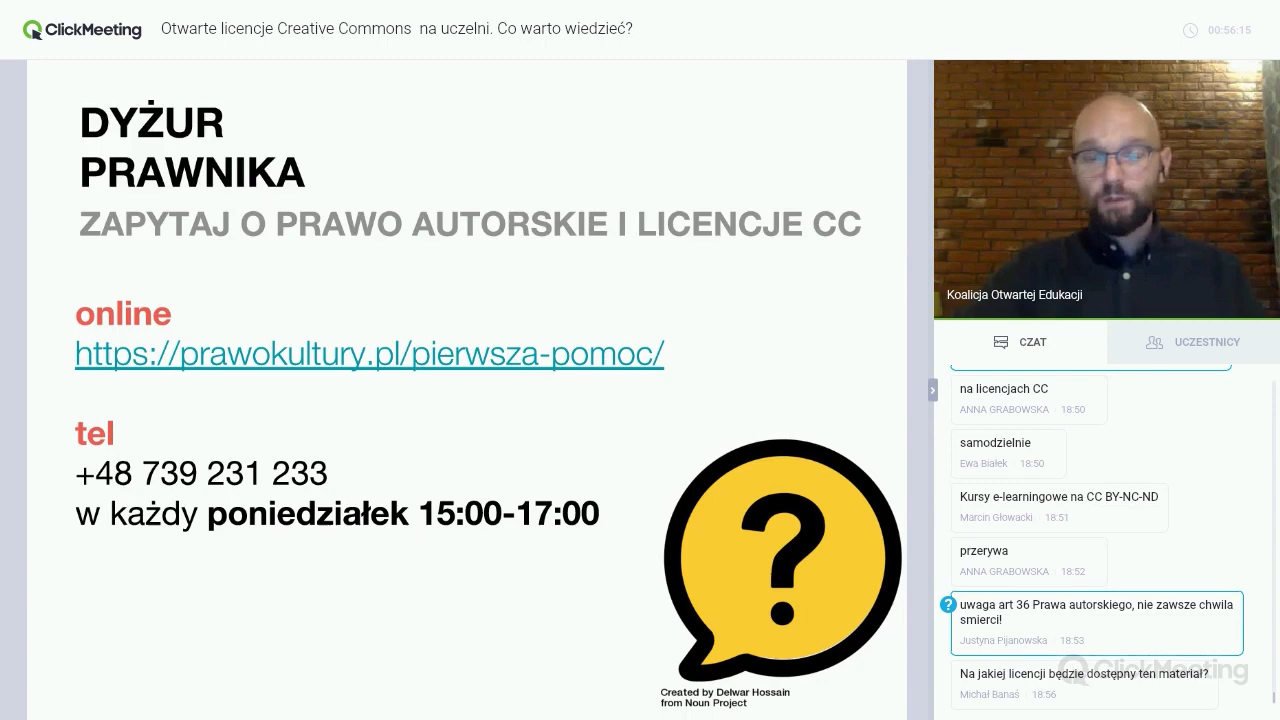 ClickMeeting
Otwarte licencje Creative Commons na uczelni. Co warto wiedzieć?
00:56:15
DYŻUR
PRAWNIKA
ZAPYTAJ O PRAWO AUTORSKIE I LICENCJE CC
online
https://prawokultury.pl/pierwsza-pomoc/
tel
+48 739 231 233
w każdy poniedziałek 15:00-17:00
?
Created by Delwar Hossain
from Noun Project
Koalicja Otwartej Edukacji
CZAT
UCZESTNICY
na licencjach CC
ANNA GRABOWSKA 18:50
samodzielnie
Ewa Białek 18:50
Kursy e-learningowe na CC BY-NC-ND
Marcin Głowacki 18:51
przerywa
ANNA GRABOWSKA 18:52
?
uwaga art 36 Prawa autorskiego, nie zawsze chwila
smierci!
Justyna Pijanowska 18:53
Na jakiej licencji będzie dostępny ten materiał?
Michał Banaś 18:56
ClickMeeting